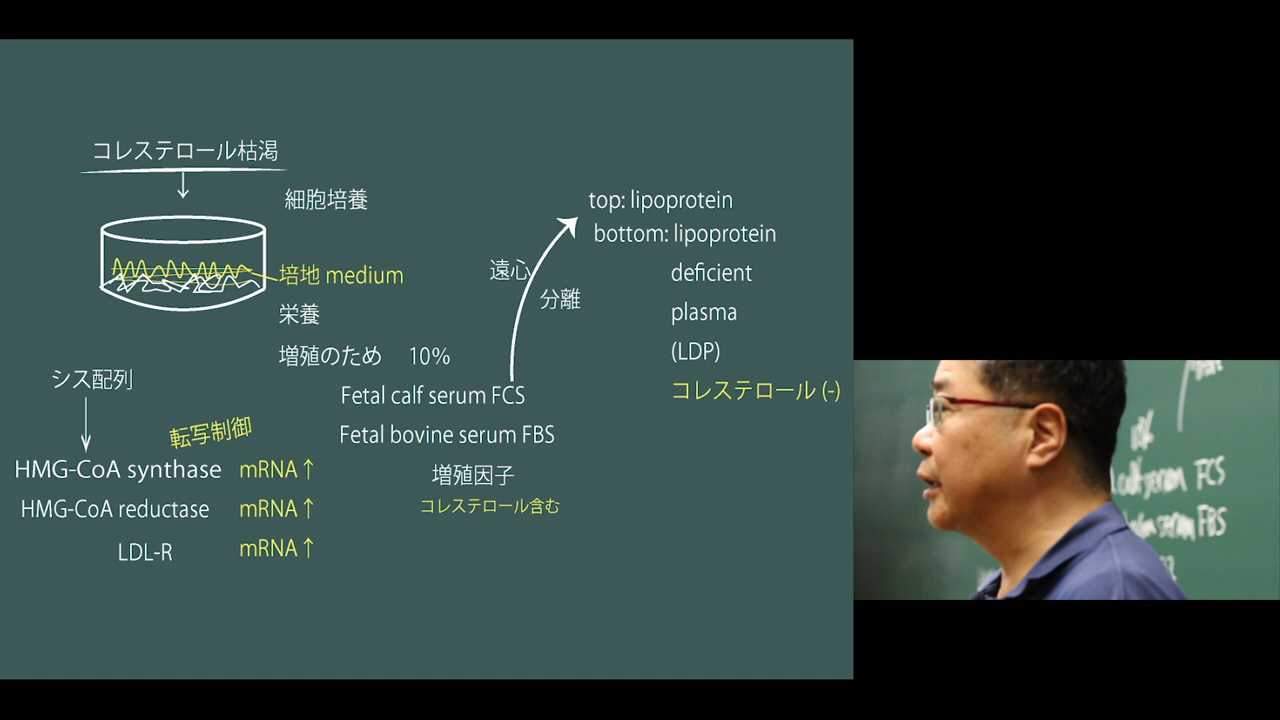 コレステロール枯渇
細胞培養
培地 medium
栄養
増殖のため 10%
Fetal calf serum FCS
Fetal bovine serum FBS
増殖因子
コレステロール含む
遠心
分離
top: lipoprotein
bottom: lipoprotein
deficient
plasma
(LDP)
コレステロール (-)
シス配列
転写制御
HMG-CoA synthase mRNA↑
HMG-CoA reductase mRNA↑
LDL-R mRNA↑
serum FCS
serum FBS